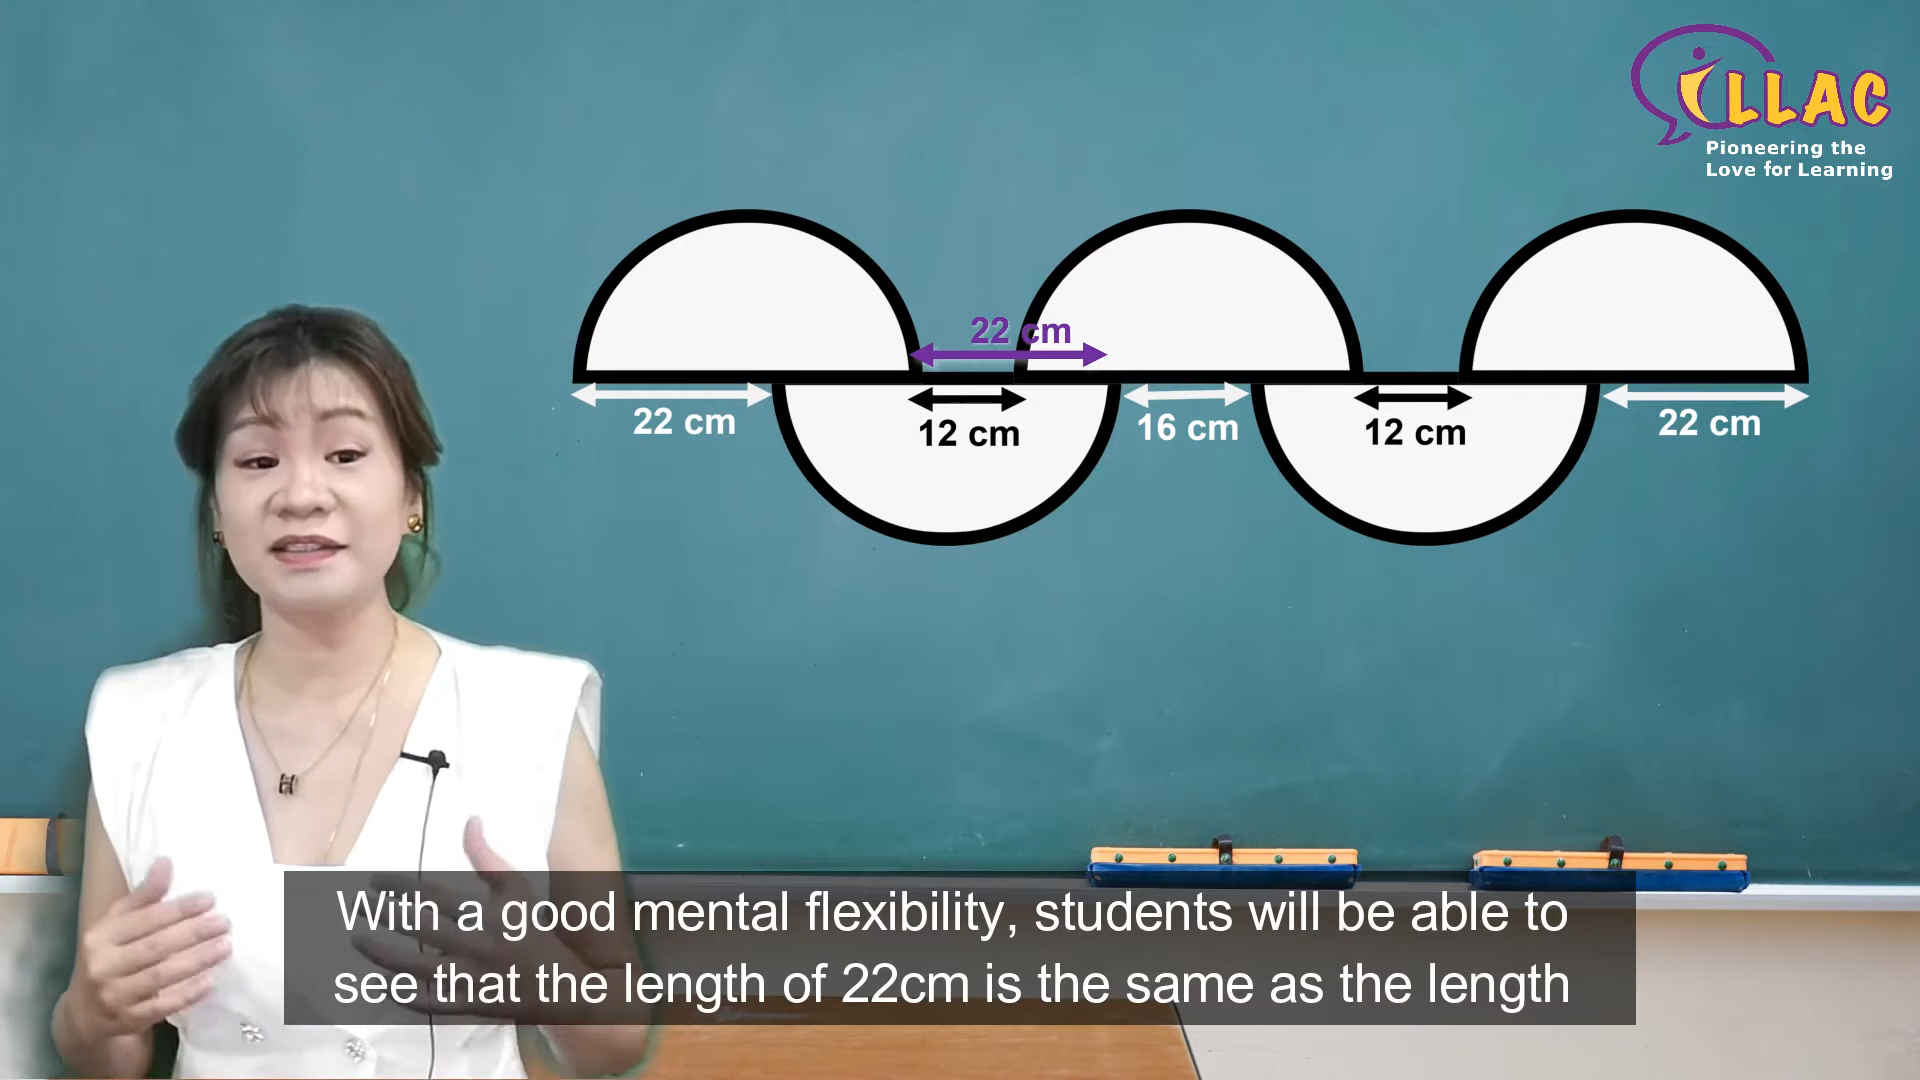 iLLAC
Pioneering the
Love for Learning
22 cm
22 cm
12 cm
16 cm
12 cm
22 cm
With a good mental flexibility, students will be able to
see that the length of 22cm is the same as the length